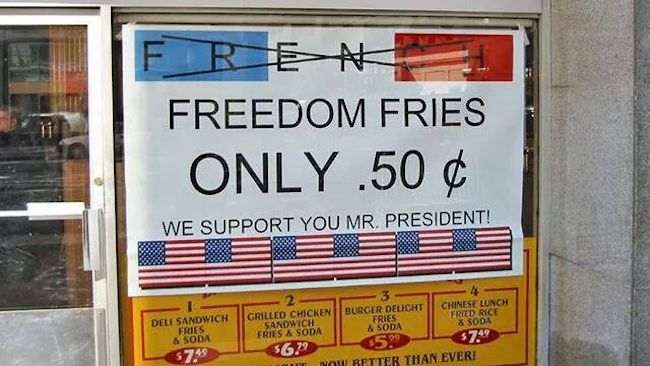 FRENCH
FREEDOM FRIES
ONLY .50 ¢
WE SUPPORT YOU MR. PRESIDENT!
1
DELI SANDWICH
FRIES
& SODA
$7.49
2
GRILLED CHICKEN
SANDWICH
FRIES & SODA
$6.79
3
BURGER DELIGHT
FRIES
& SODA
$5.99
4
CHINESE LUNCH
FRIED RICE
& SODA
$7.49
NOW BETTER THAN EVER!